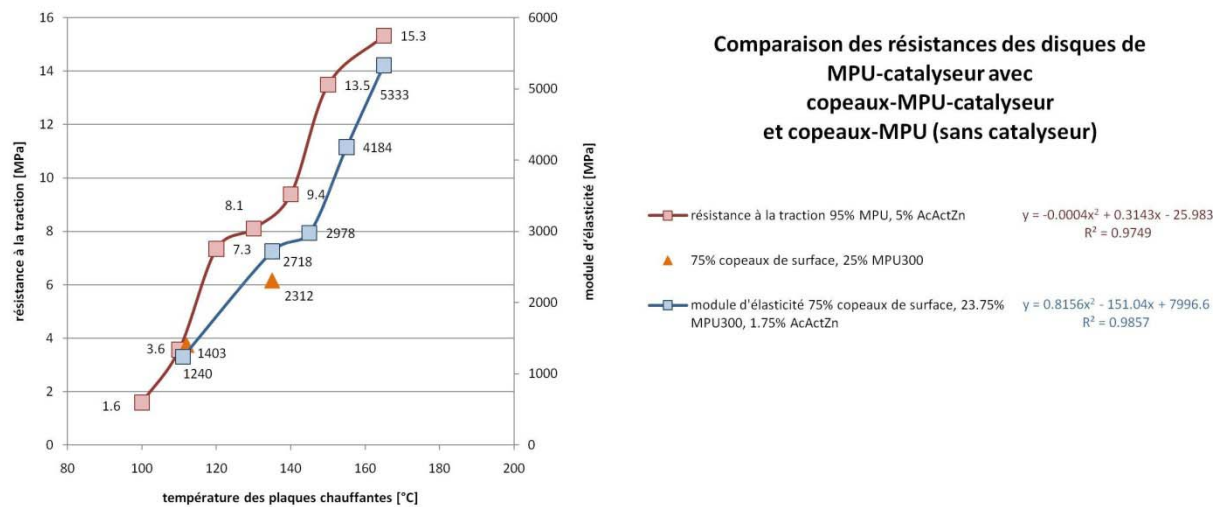 Comparaison des résistances des disques de
MPU-catalyseur avec
copeaux-MPU-catalyseur
et copeaux-MPU (sans catalyseur)
résistance à la traction [MPa]
16
14
12
10
8
6
4
2
0
6000
5000
4000
3000
2000
1000
0
module d'élasticité [MPa]
80
100
120
140
160
180
200
température des plaques chauffantes [°C]
1.6
3.6
7.3
8.1
9.4
13.5
15.3
1240
1403
2312
2718
2978
4184
5333
résistance à la traction 95% MPU, 5% AcActZn
y = -0.0004x² + 0.3143x - 25.983
R² = 0.9749
75% copeaux de surface, 25% MPU300
module d'élasticité 75% copeaux de surface, 23.75%
MPU300, 1.75% AcActZn
y = 0.8156x² - 151.04x + 7996.6
R² = 0.9857